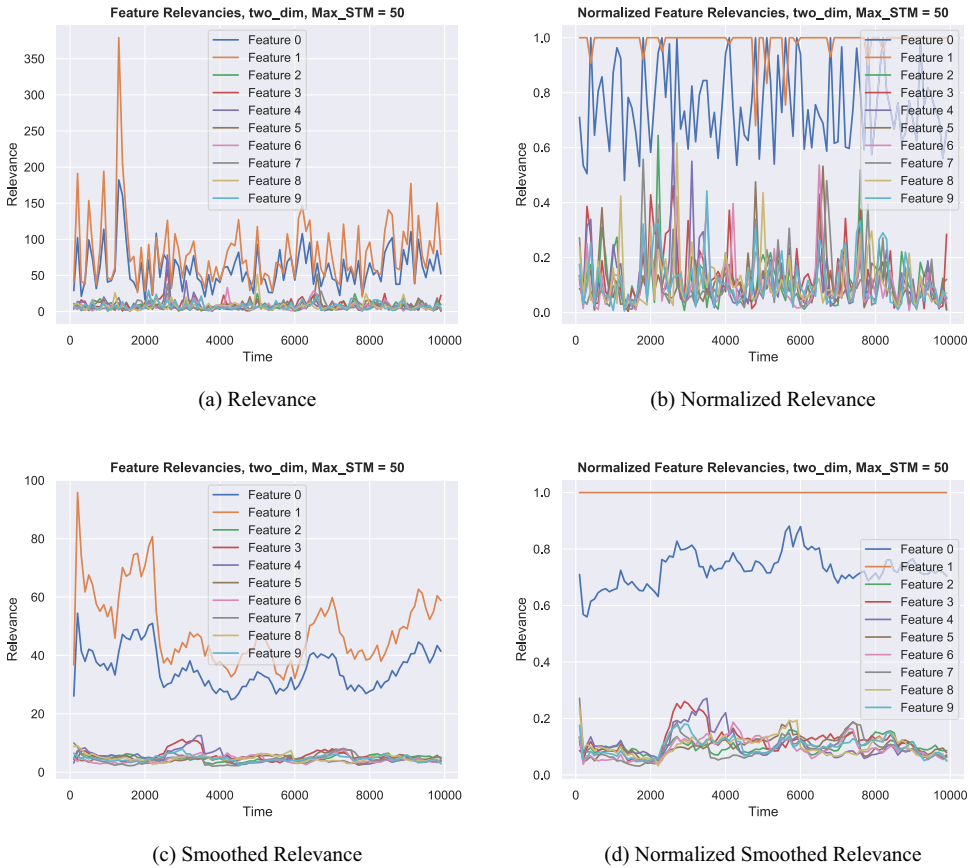 Feature Relevancies, two_dim, Max_STM = 50
350
300
250
200
150
100
50
0
Relevance
0 2000 4000 6000 8000 10000
Time
Feature 0
Feature 1
Feature 2
Feature 3
Feature 4
Feature 5
Feature 6
Feature 7
Feature 8
Feature 9
(a) Relevance
Normalized Feature Relevancies, two_dim, Max_STM = 50
1.0
0.8
0.6
0.4
0.2
0.0
Relevance
0 2000 4000 6000 8000 10000
Time
Feature 0
Feature 1
Feature 2
Feature 3
Feature 4
Feature 5
Feature 6
Feature 7
Feature 8
Feature 9
(b) Normalized Relevance
Feature Relevancies, two_dim, Max_STM = 50
100
80
60
40
20
0
Relevance
0 2000 4000 6000 8000 10000
Time
Feature 0
Feature 1
Feature 2
Feature 3
Feature 4
Feature 5
Feature 6
Feature 7
Feature 8
Feature 9
(c) Smoothed Relevance
Normalized Feature Relevancies, two_dim, Max_STM = 50
1.0
0.8
0.6
0.4
0.2
0.0
Relevance
0 2000 4000 6000 8000 10000
Time
Feature 0
Feature 1
Feature 2
Feature 3
Feature 4
Feature 5
Feature 6
Feature 7
Feature 8
Feature 9
(d) Normalized Smoothed Relevance